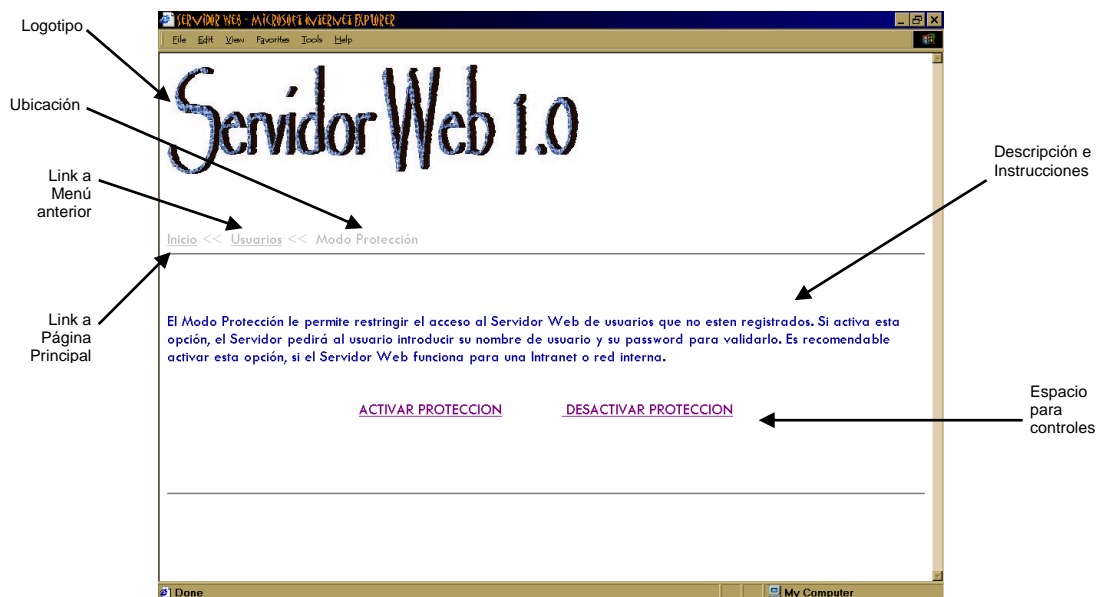 SERVIDOR WEB - MICROSOFT INTERNET EXPLORER
File Edit View Favorites Tools Help
Logotipo
Servidor Web 1.0
Ubicación
Link a
Menú
anterior
Descripción e
Instrucciones
Inicio << Usuarios << Modo Protección
Link a
Página
Principal
El Modo Protección le permite restringir el acceso al Servidor Web de usuarios que no esten registrados. Si activa esta
opción, el Servidor pedirá al usuario introducir su nombre de usuario y su password para validarlo. Es recomendable
activar esta opción, si el Servidor Web funciona para una Intranet o red interna.
ACTIVAR PROTECCION DESACTIVAR PROTECCION
Espacio
para
controles
Done My Computer